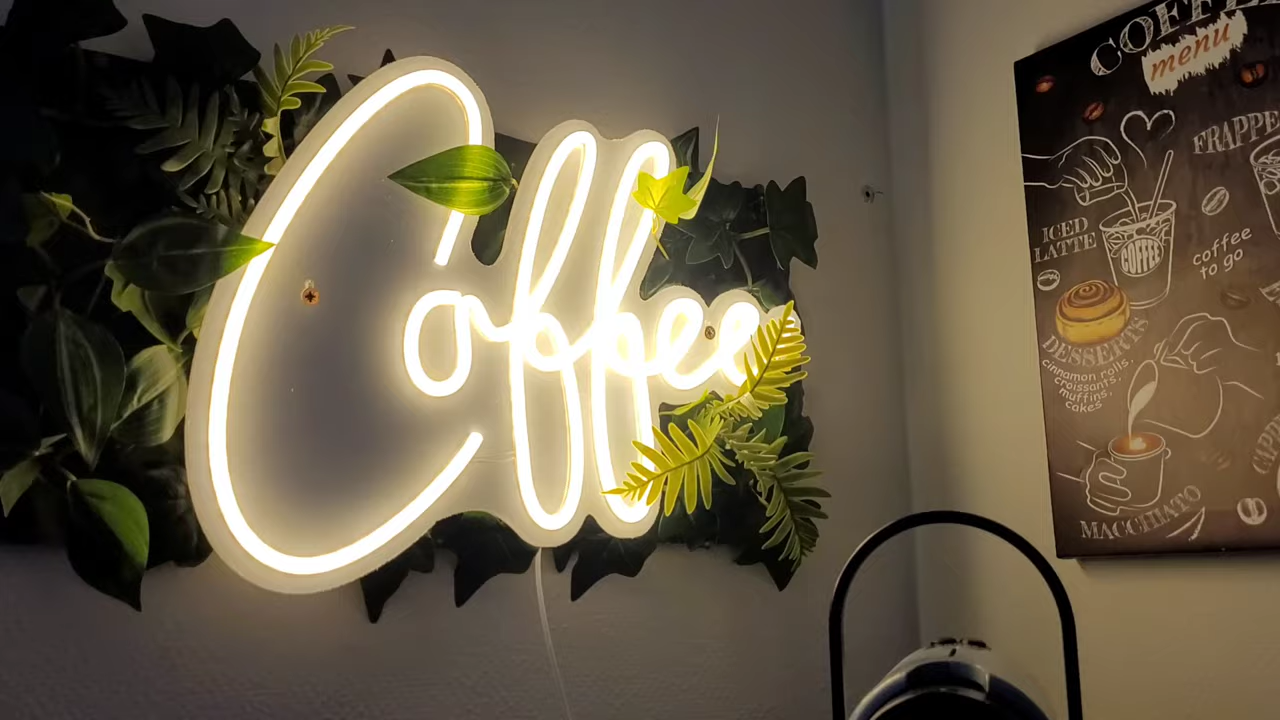 Coffee
COFFEE
menu
FRAPPE
ICED
LATTE
COFFEE
coffee
to go
DESSERTS
cinnamon rolls,
croissants,
muffins,
cakes
MACCHIATO